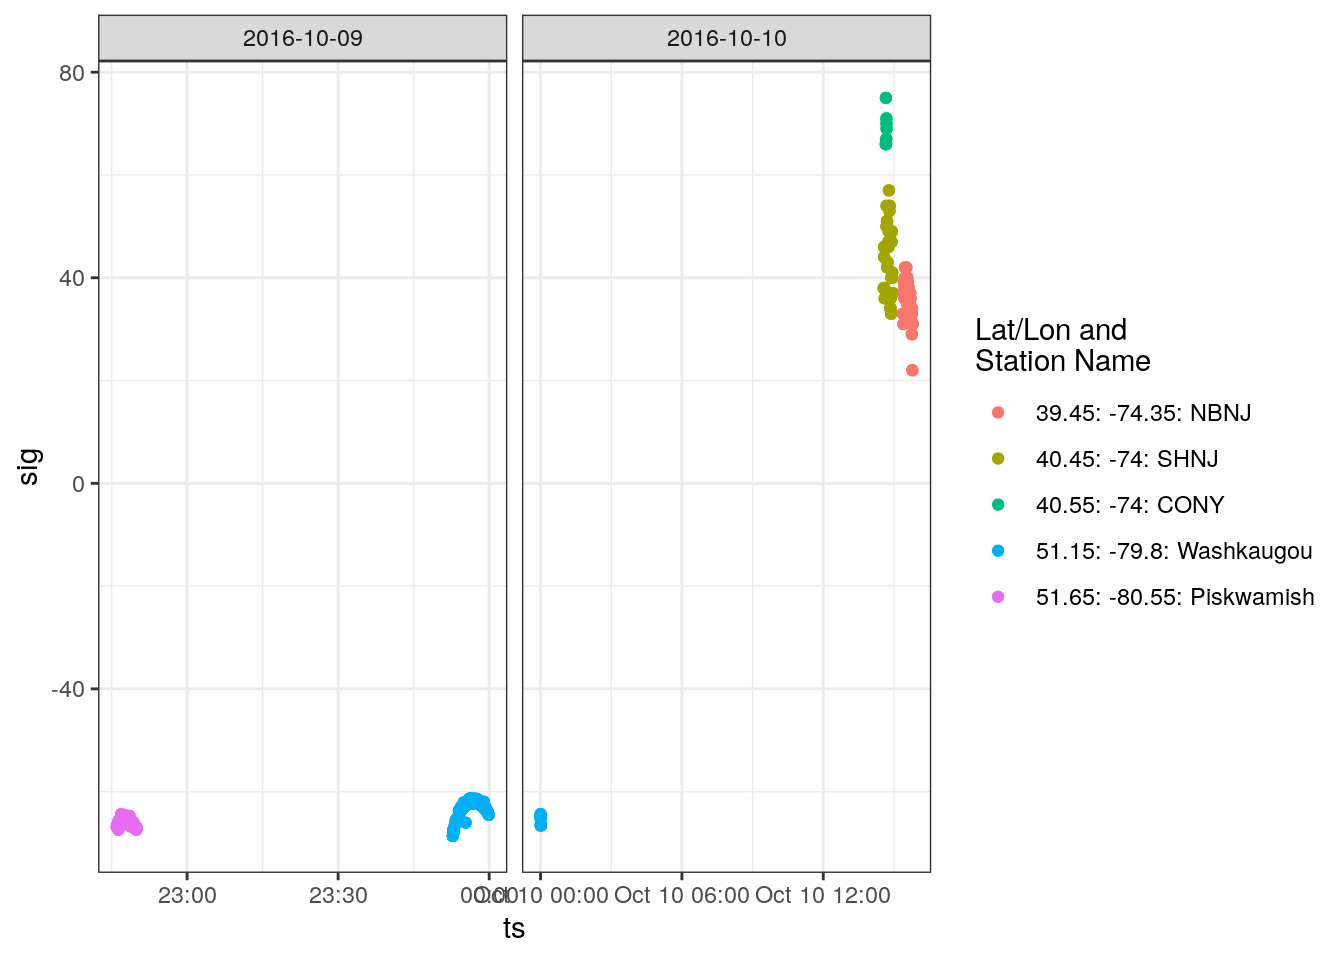 2016-10-09
2016-10-10
80
40
0
-40
sig
23:00
23:30
00:00
Oct 10 00:00
Oct 10 06:00
Oct 10 12:00
ts
Lat/Lon and
Station Name
39.45: -74.35: NBNJ
40.45: -74: SHNJ
40.55: -74: CONY
51.15: -79.8: Washkaugou
51.65: -80.55: Piskwamish